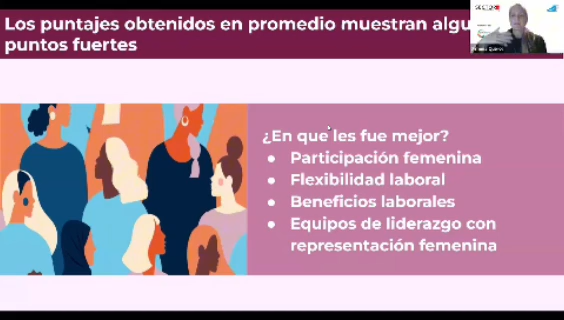 Los puntajes obtenidos en promedio muestran algu
puntos fuertes
¿En que les fue mejor?
● Participación femenina
● Flexibilidad laboral
● Beneficios laborales
● Equipos de liderazgo con
representación femenina